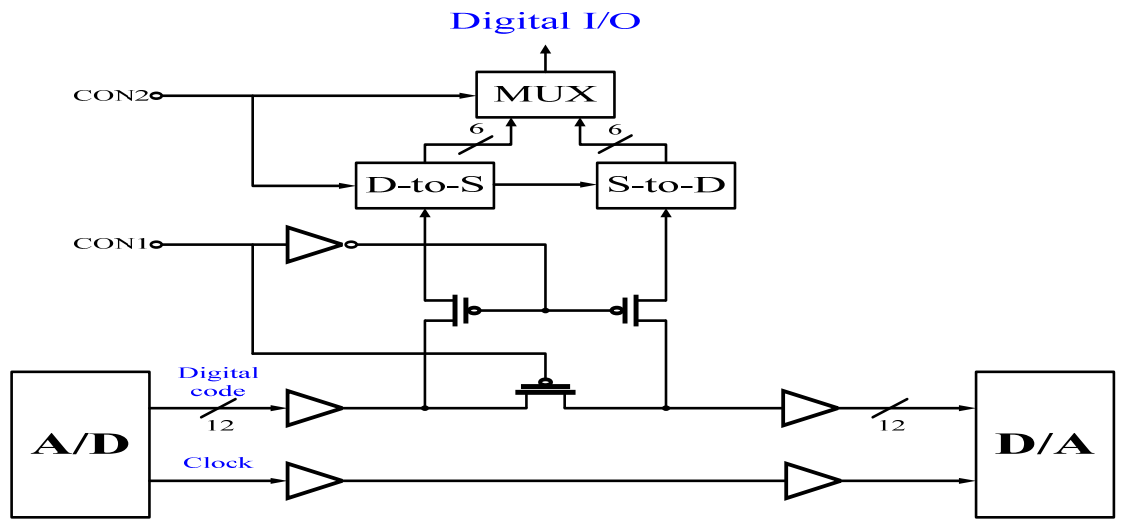 Digital I/O
CON2
MUX
6
6
D-to-S
S-to-D
CON1
Digital
code
12
12
A/D
D/A
Clock